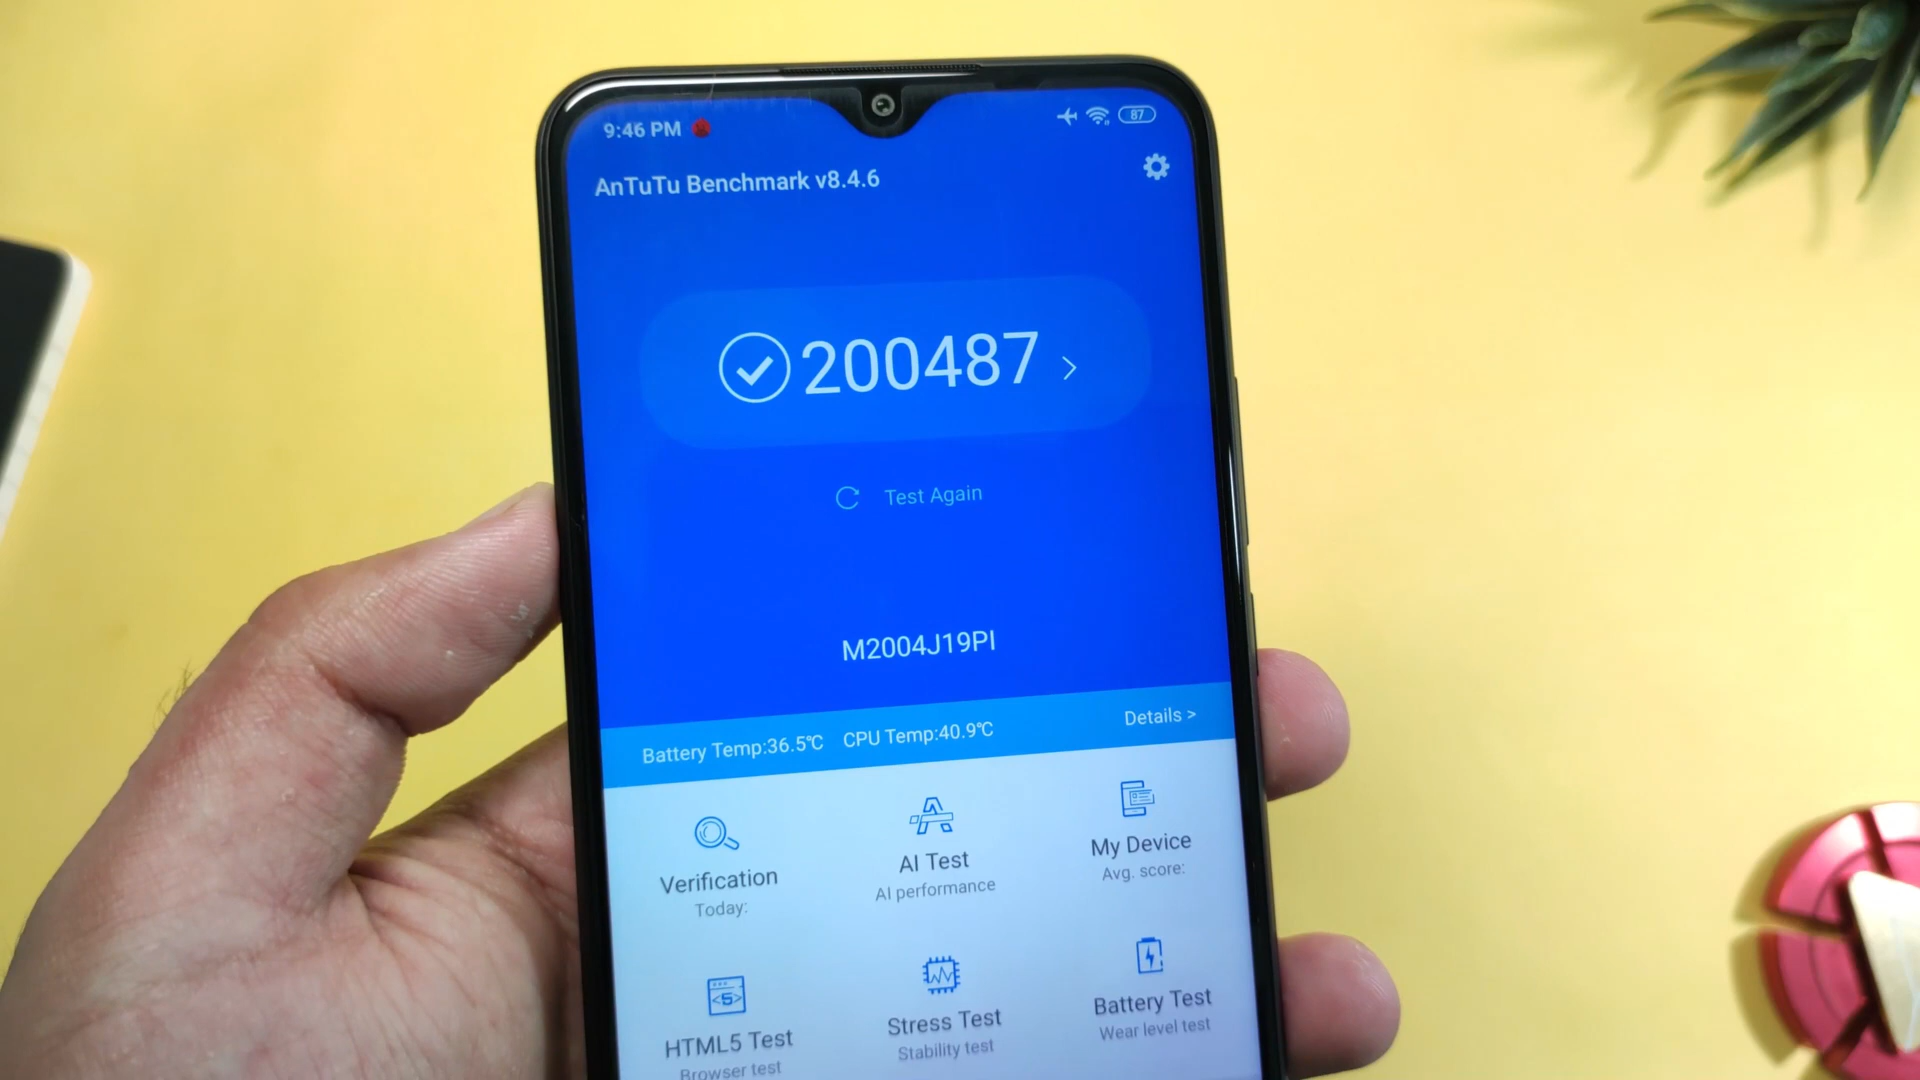 9:46 PM
87
AnTuTu Benchmark v8.4.6
200487 >
Test Again
M2004J19PI
Battery Temp:36.5℃ CPU Temp:40.9℃ Details >
Verification
Today:
AI Test
AI performance
My Device
Avg. score:
HTML5 Test
Browser test
Stress Test
Stability test
Battery Test
Wear level test